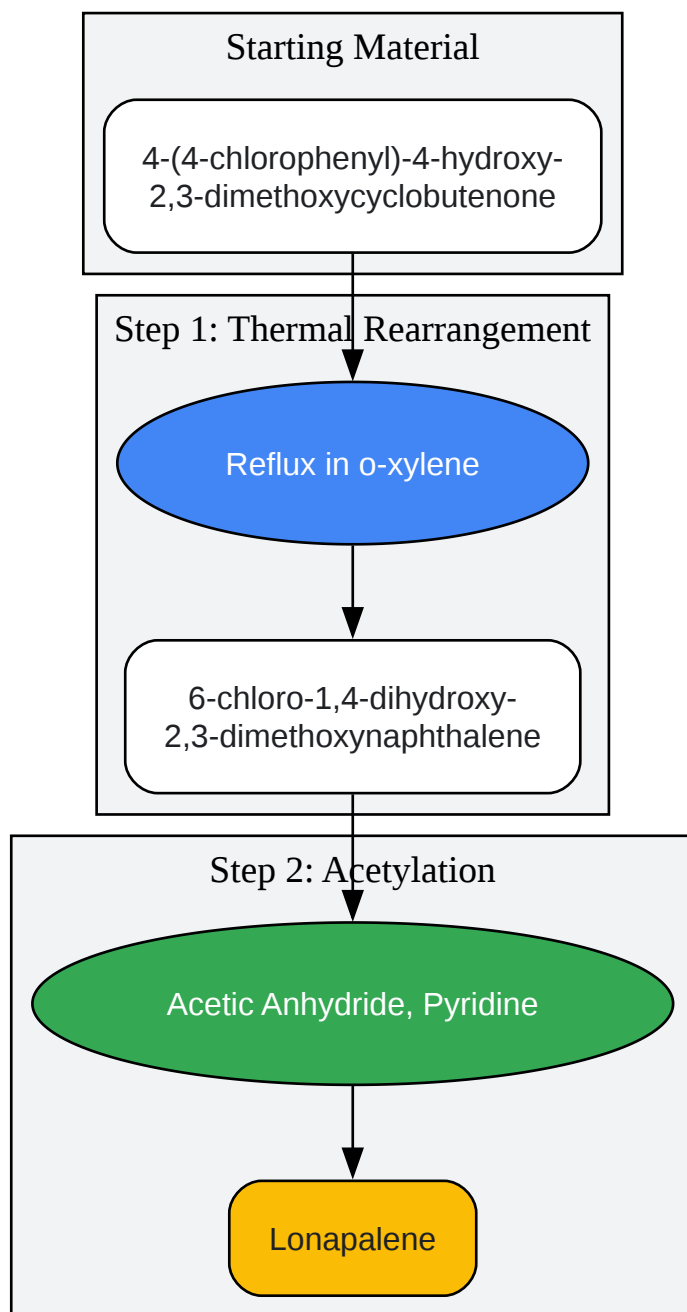 Starting Material
4-(4-chlorophenyl)-4-hydroxy-
2,3-dimethoxycyclobutenone
Step 1: Thermal Rearrangement
Reflux in o-xylene
6-chloro-1,4-dihydroxy-
2,3-dimethoxynaphthalene
Step 2: Acetylation
Acetic Anhydride, Pyridine
Lonapalene